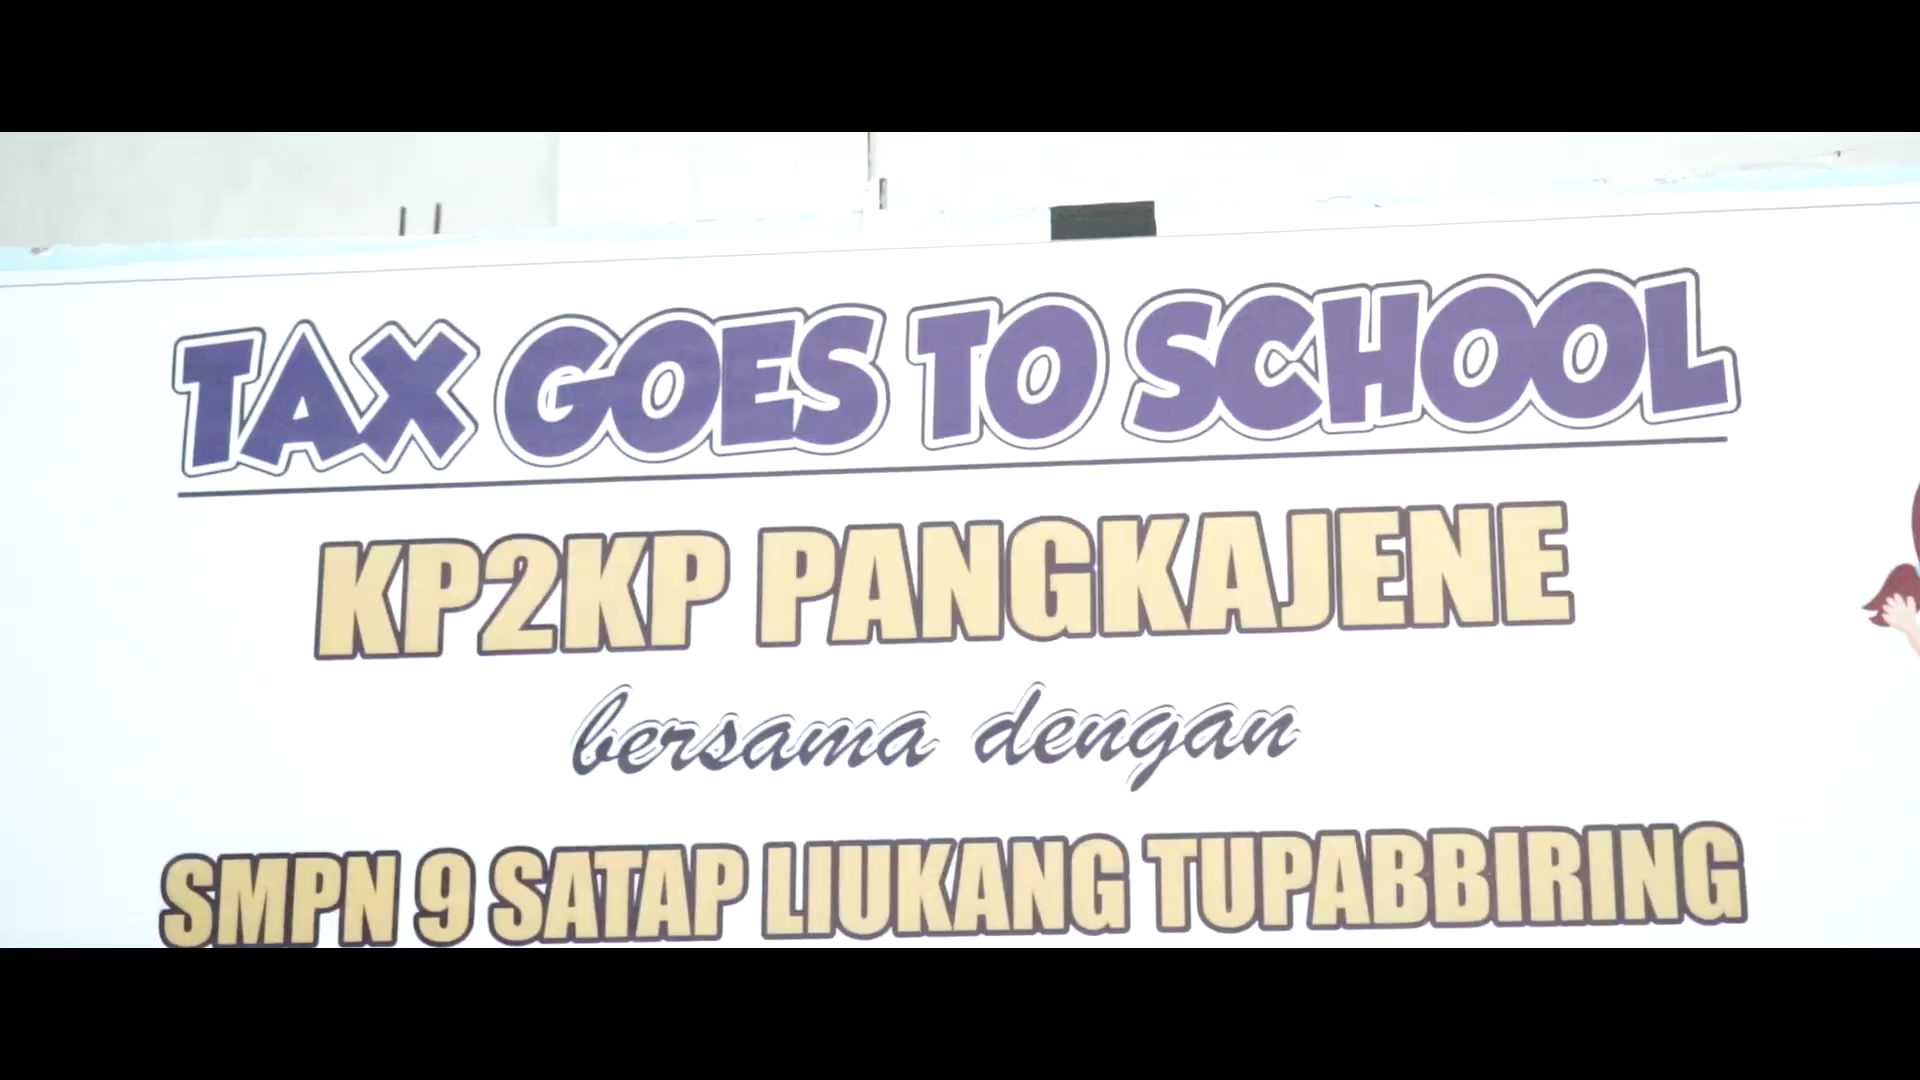 TAX GOES TO SCHOOL
KP2KP PANGKAJENE
bersama dengan
SMPN 9 SATAP LIUKANG TUPABBIRING